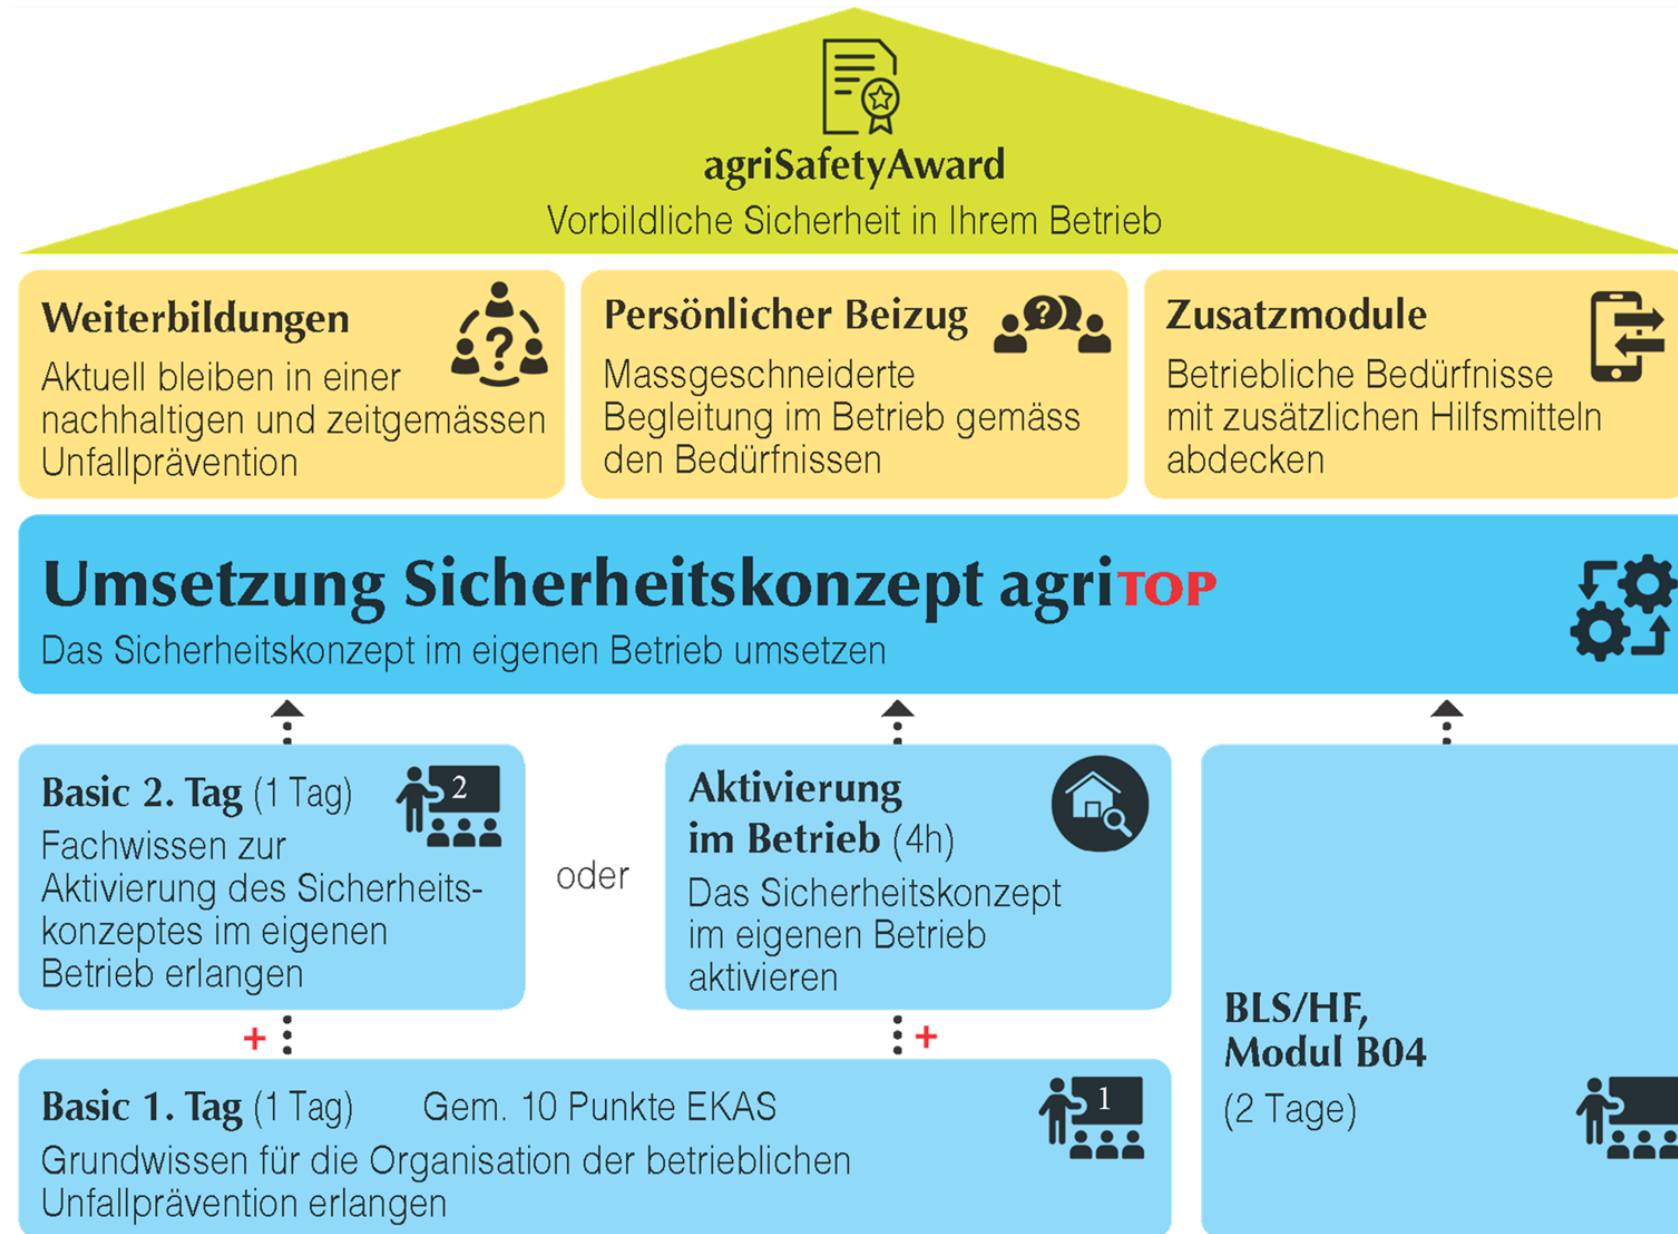 agriSafetyAward
Vorbildliche Sicherheit in Ihrem Betrieb
Weiterbildungen
Aktuell bleiben in einer
nachhaltigen und zeitgemässen
Unfallprävention
?
Persönlicher Beizug
Massgeschneiderte
Begleitung im Betrieb gemäss
den Bedürfnissen
?
Zusatzmodule
Betriebliche Bedürfnisse
mit zusätzlichen Hilfsmitteln
abdecken
Umsetzung Sicherheitskonzept agriTOP
Das Sicherheitskonzept im eigenen Betrieb umsetzen
Basic 2. Tag (1 Tag)
2
Fachwissen zur
Aktivierung des Sicherheits-
konzeptes im eigenen
Betrieb erlangen
oder
Aktivierung
im Betrieb (4h)
Das Sicherheitskonzept
im eigenen Betrieb
aktivieren
+
+
Basic 1. Tag (1 Tag) Gem. 10 Punkte EKAS
1
Grundwissen für die Organisation der betrieblichen
Unfallprävention erlangen
BLS/HF,
Modul B04
(2 Tage)